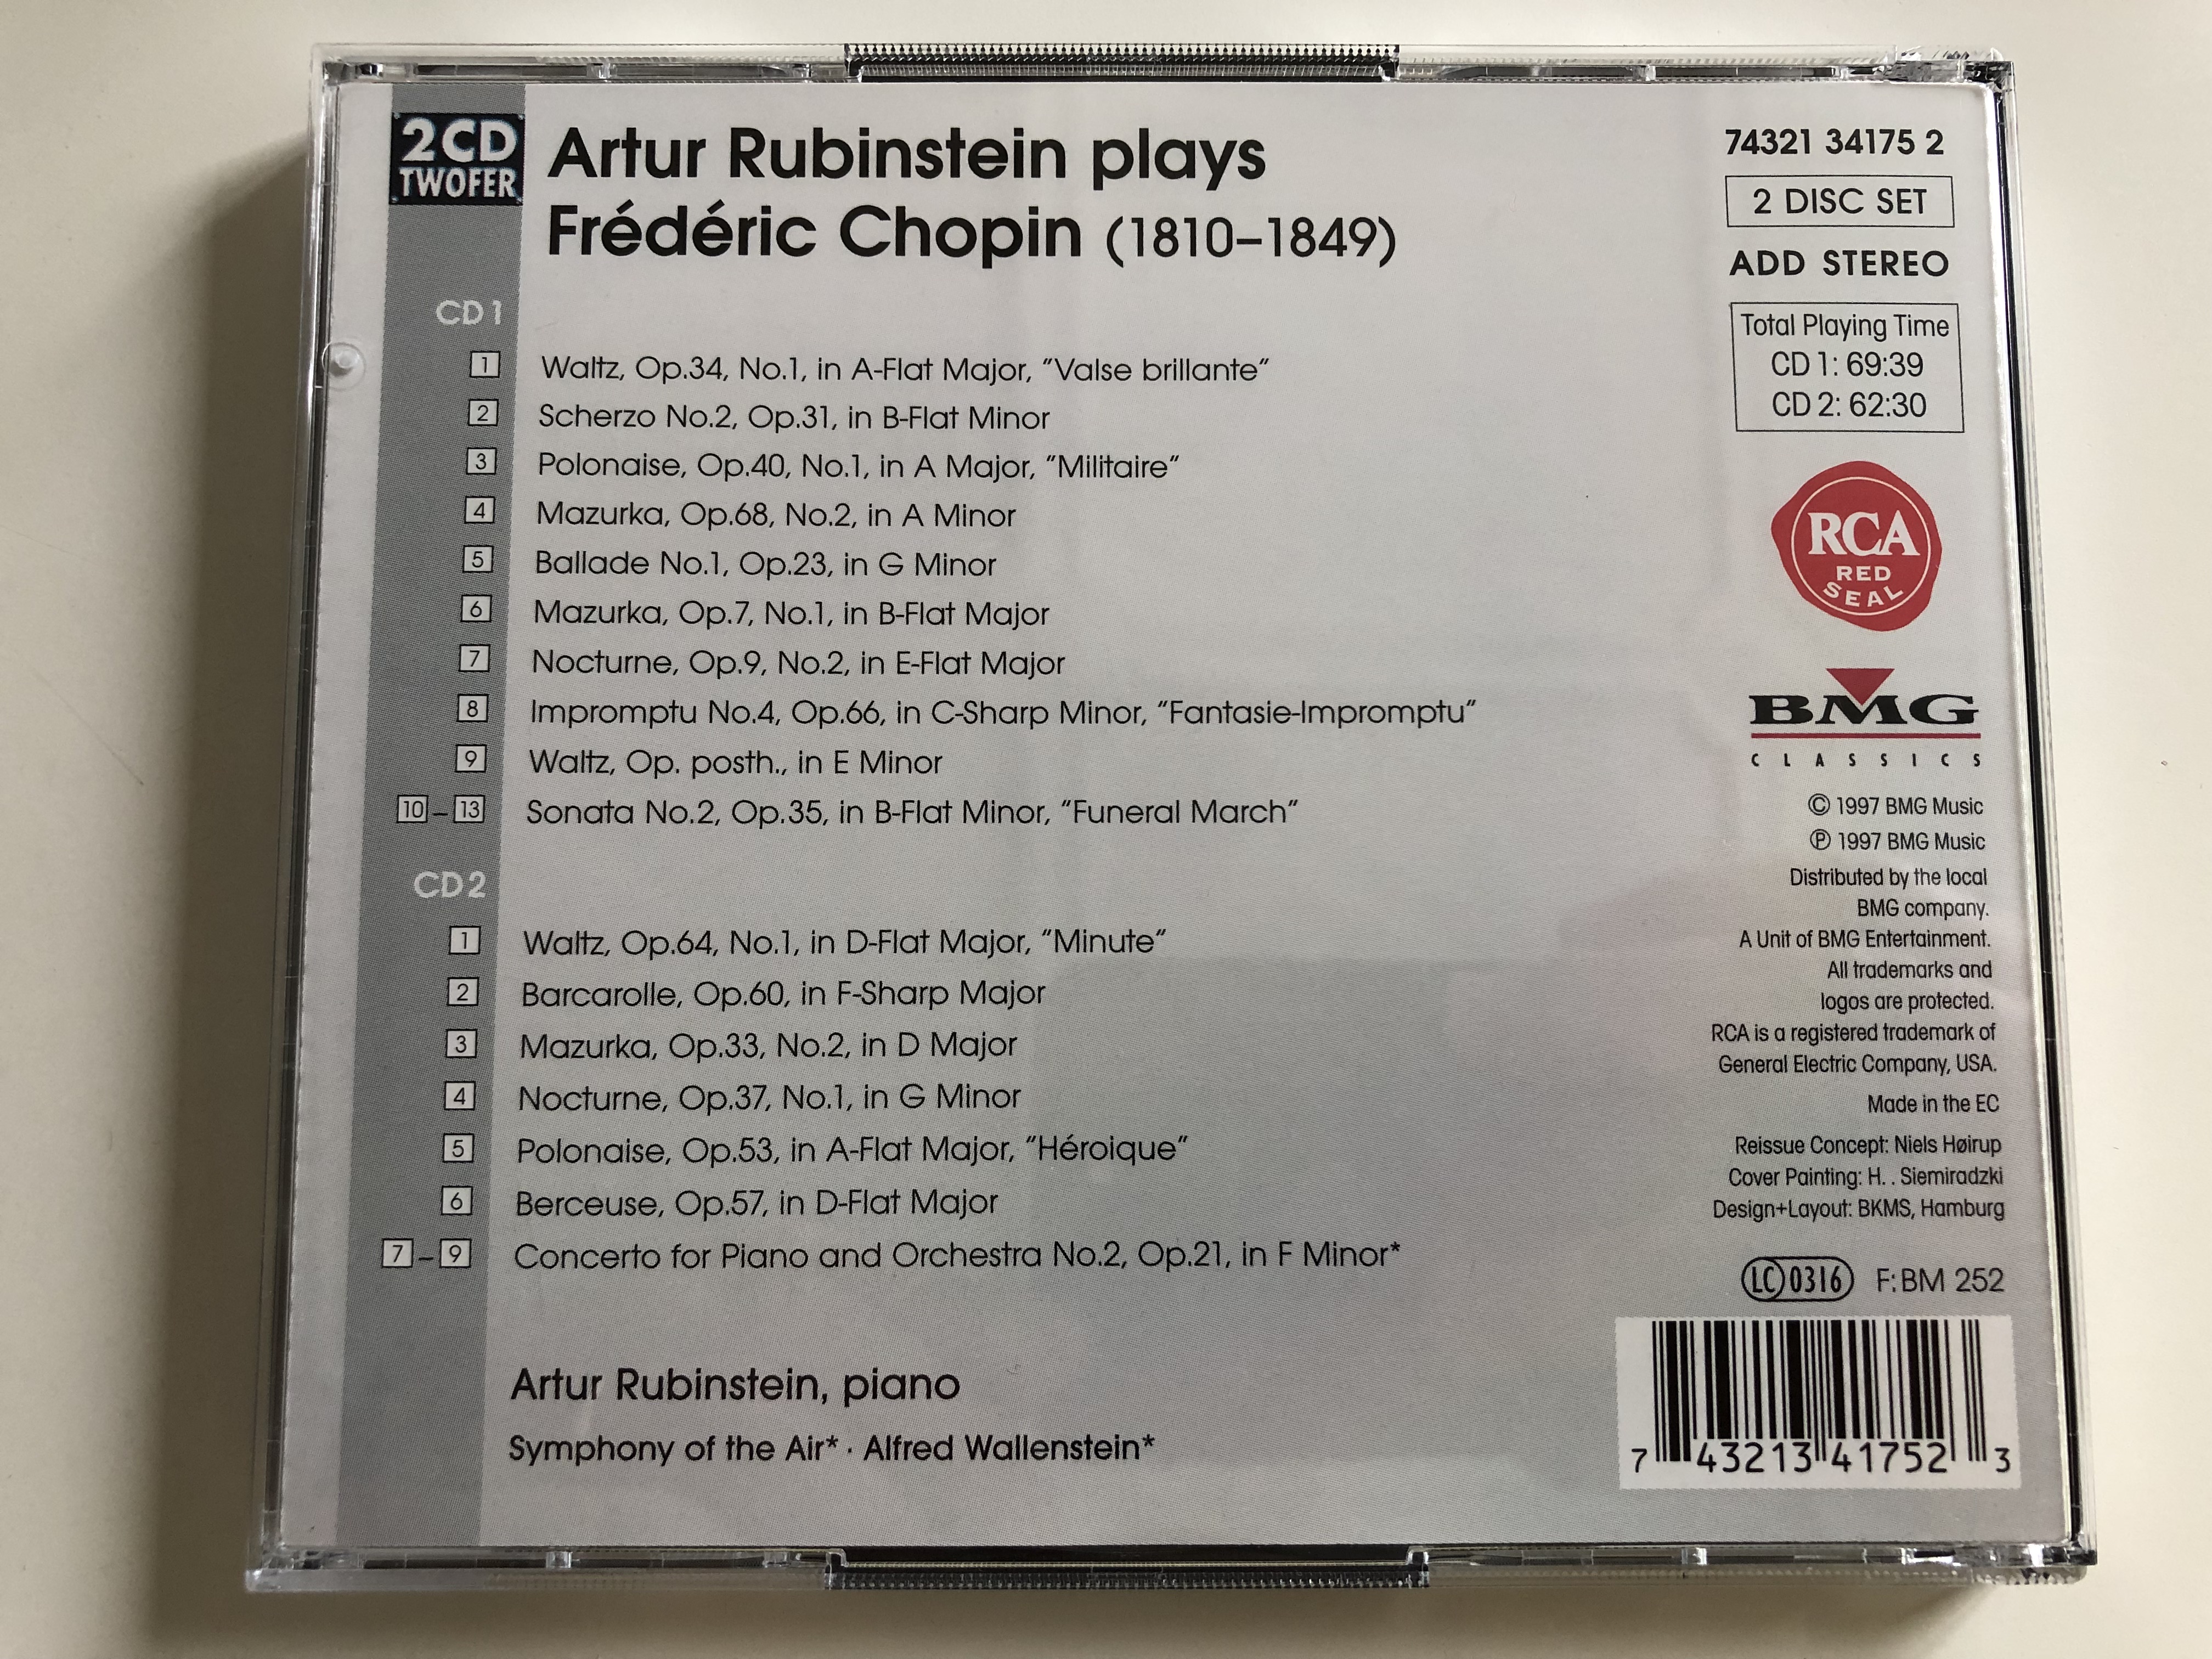 2CD
TWOFER
Artur Rubinstein plays
Frédéric Chopin (1810–1849)
CD 1
1 Waltz, Op.34, No.1, in A-Flat Major, "Valse brillante"
2 Scherzo No.2, Op.31, in B-Flat Minor
3 Polonaise, Op.40, No.1, in A Major, "Militaire"
4 Mazurka, Op.68, No.2, in A Minor
5 Ballade No.1, Op.23, in G Minor
6 Mazurka, Op.7, No.1, in B-Flat Major
7 Nocturne, Op.9, No.2, in E-Flat Major
8 Impromptu No.4, Op.66, in C-Sharp Minor, "Fantasie-Impromptu"
9 Waltz, Op. posth., in E Minor
10 – 13 Sonata No.2, Op.35, in B-Flat Minor, "Funeral March"
CD 2
1 Waltz, Op.64, No.1, in D-Flat Major, "Minute"
2 Barcarolle, Op.60, in F-Sharp Major
3 Mazurka, Op.33, No.2, in D Major
4 Nocturne, Op.37, No.1, in G Minor
5 Polonaise, Op.53, in A-Flat Major, "Héroique"
6 Berceuse, Op.57, in D-Flat Major
7 – 9 Concerto for Piano and Orchestra No.2, Op.21, in F Minor*
Artur Rubinstein, piano
Symphony of the Air* · Alfred Wallenstein*
74321 34175 2
2 DISC SET
ADD STEREO
Total Playing Time
CD 1: 69:39
CD 2: 62:30
RCA
RED
SEAL
BMG
CLASSICS
© 1997 BMG Music
℗ 1997 BMG Music
Distributed by the local
BMG company.
A Unit of BMG Entertainment.
All trademarks and
logos are protected.
RCA is a registered trademark of
General Electric Company, USA.
Made in the EC
Reissue Concept: Niels Høirup
Cover Painting: H. . Siemiradzki
Design+Layout: BKMS, Hamburg
LC 0316 F: BM 252
7 43213 41752 3